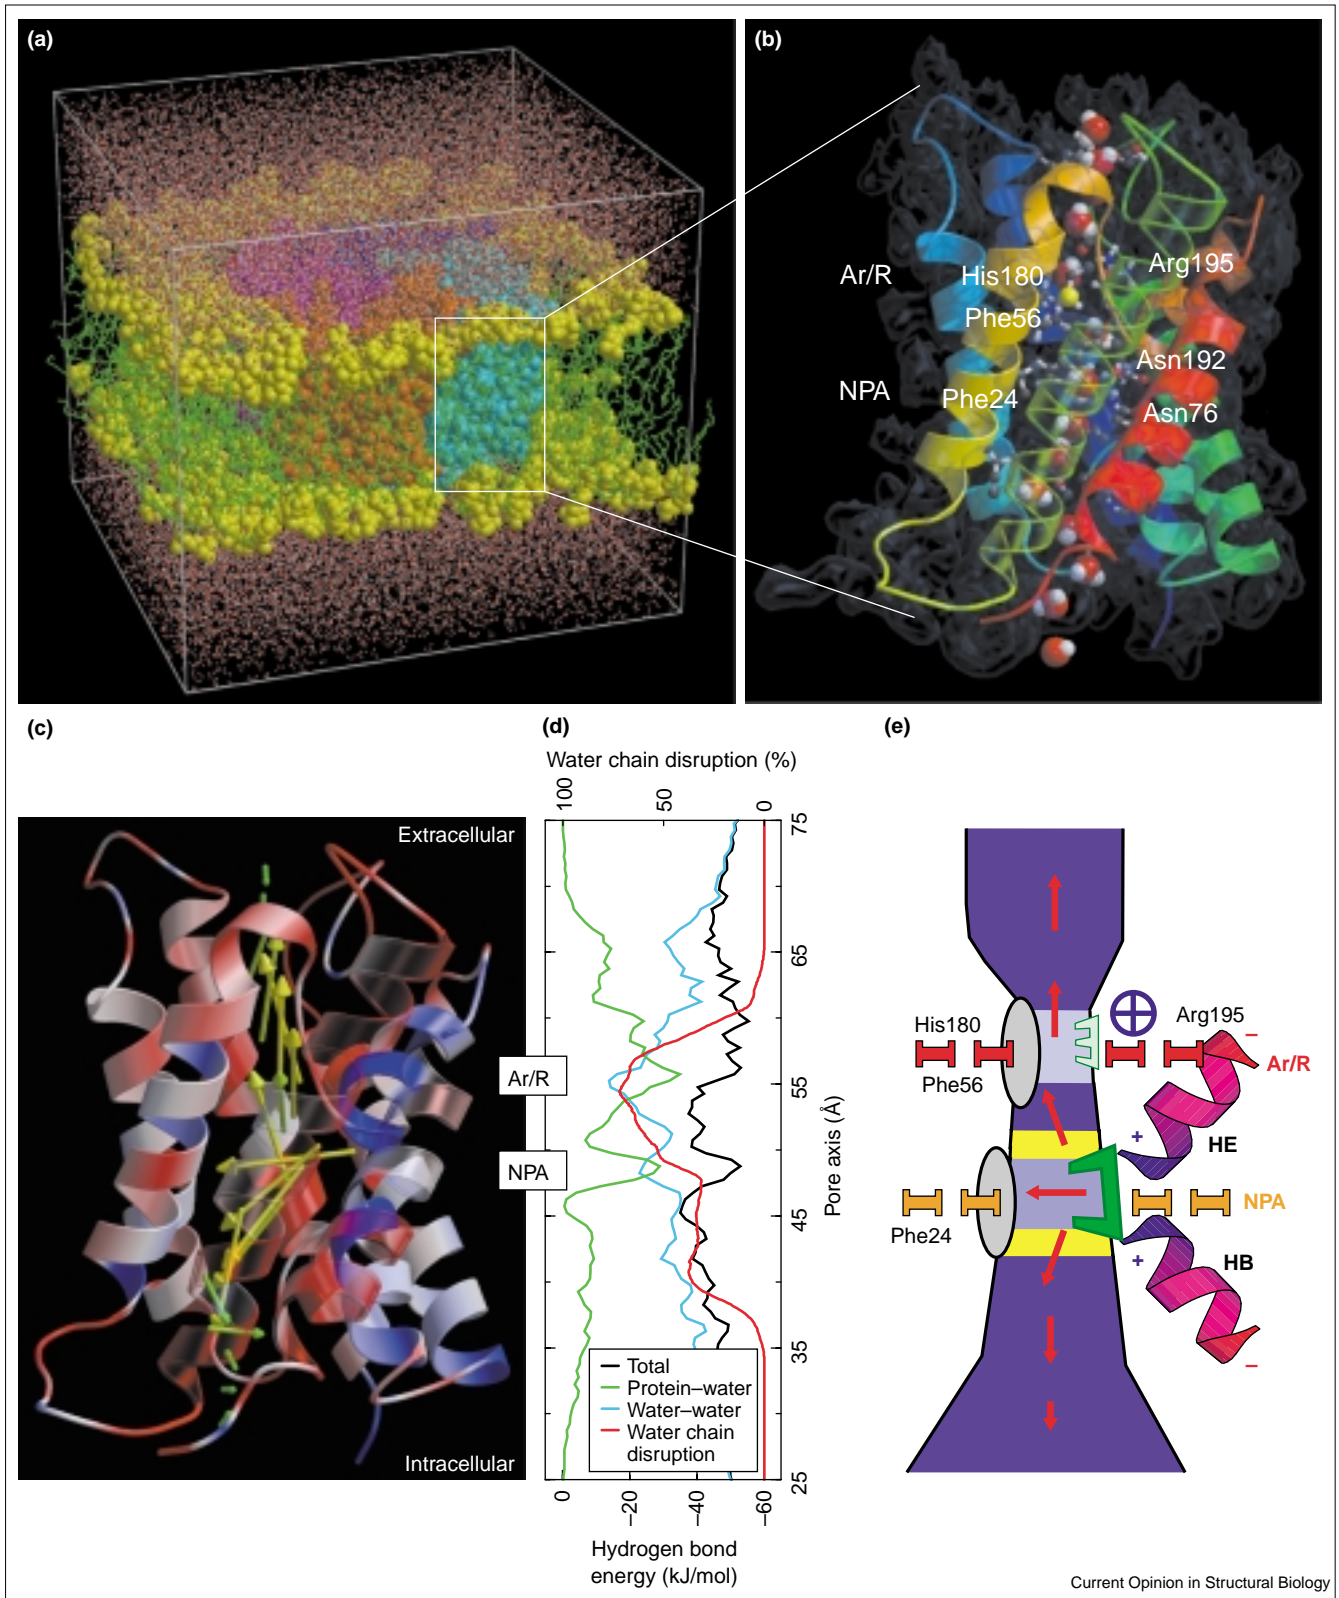 (a)
(b)
Ar/R
His180
Arg195
Phe56
Asn192
NPA
Phe24
Asn76
(c)
Extracellular
Intracellular
(d)
Water chain disruption (%)
100
50
0
75
65
55
45
35
25
Pore axis (Å)
Ar/R
NPA
Total
Protein–water
Water–water
Water chain
disruption
0
–20
–40
–60
Hydrogen bond
energy (kJ/mol)
(e)
His180
Arg195
–
Phe56
Ar/R
+
HE
NPA
Phe24
+
HB
–
Current Opinion in Structural Biology